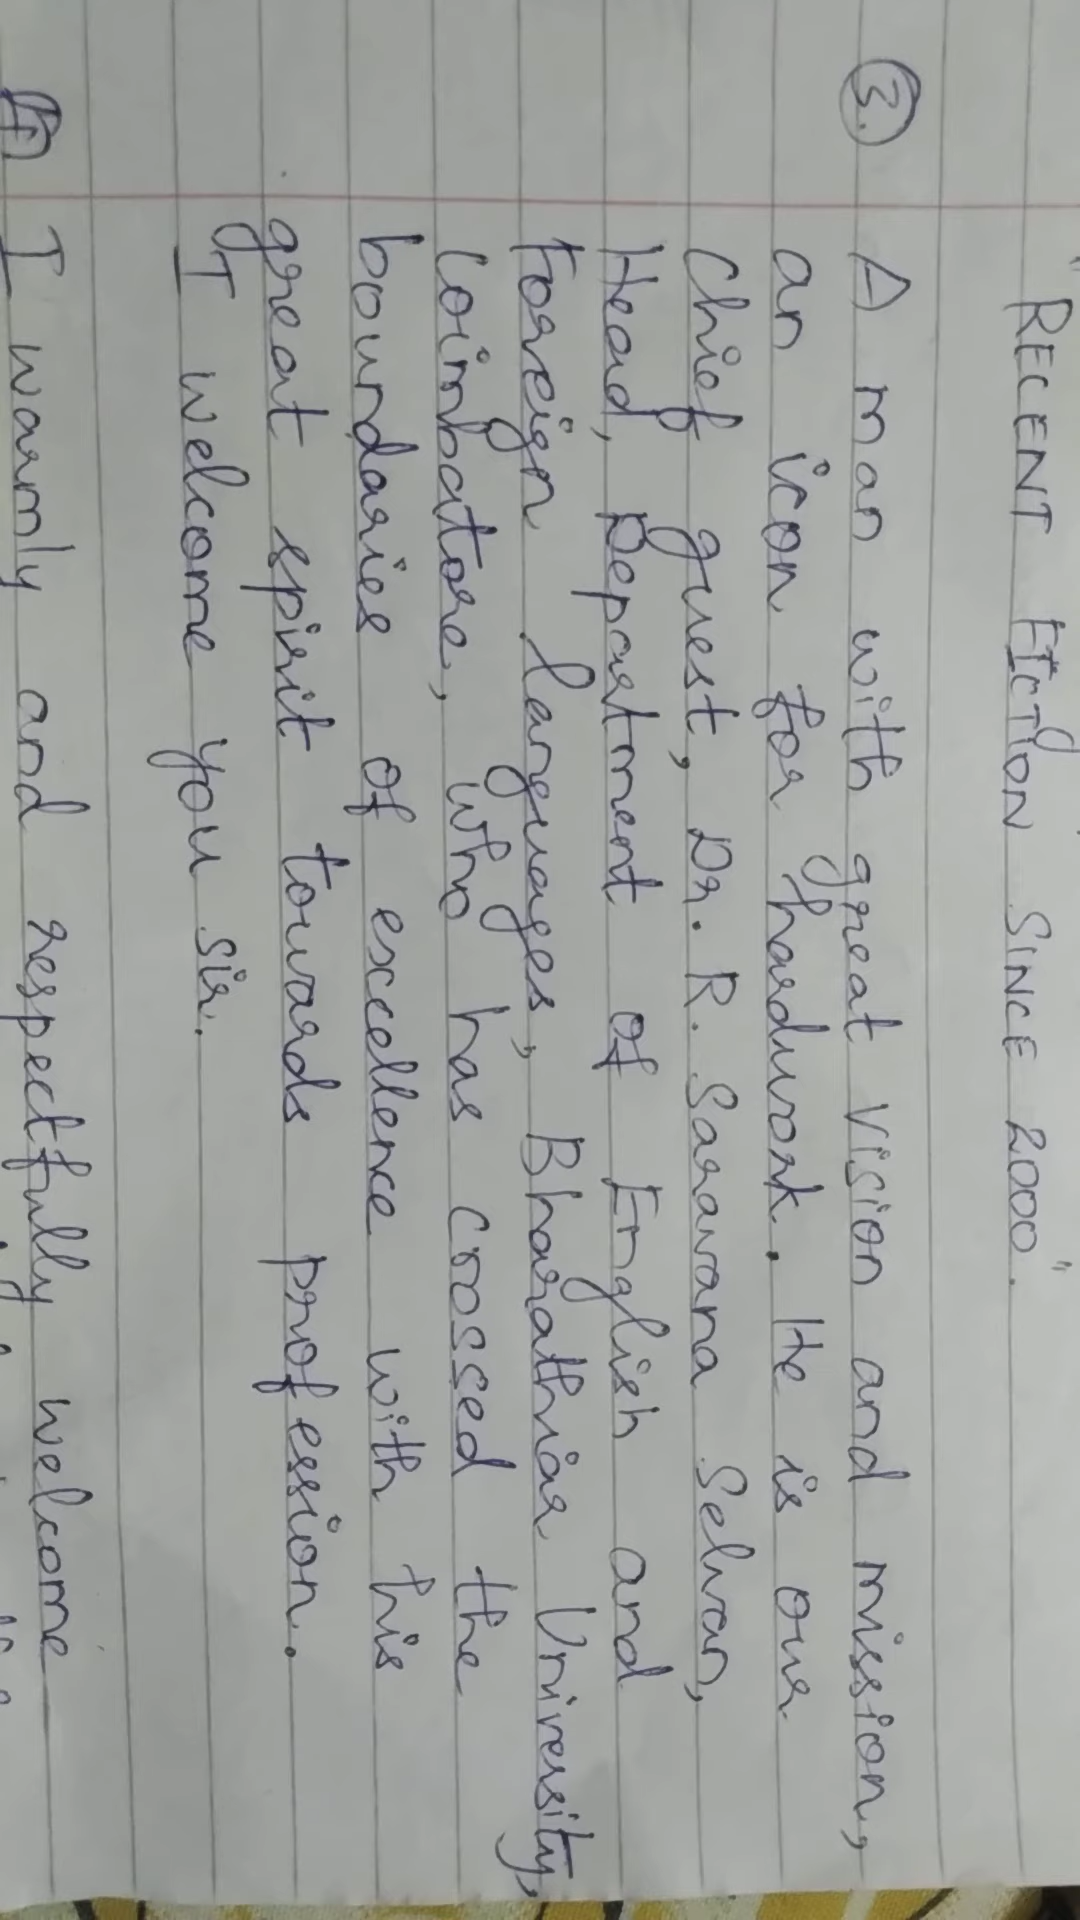 RECENT FICTION SINCE 2000".
③. A man with great Vision and mission,
an icon for hardwork. He is our
Chief guest, Dr. R. Saravana Selvan,
Head, Department of English and
Foreign Languages, Bharathiar University,
Coimbatore, who has crossed the
boundaries of excellence with his
great spirit towards profession.
I welcome you sir.
④ I warmly and respectfully welcome